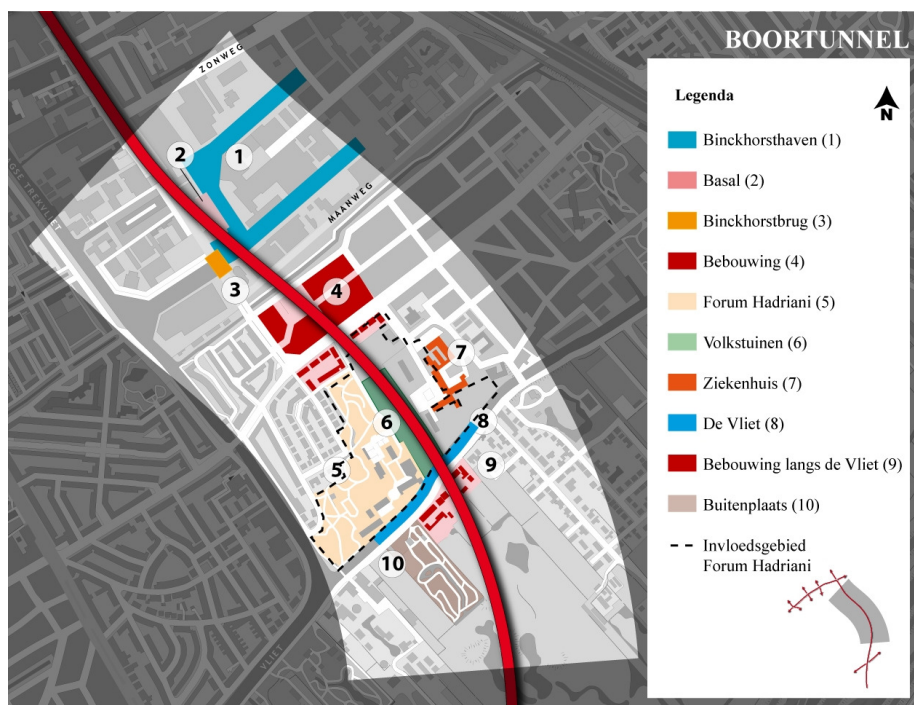 BOORTUNNEL
Legenda
N
Binckhorsthaven (1)
Basal (2)
Binckhorstbrug (3)
Bebouwing (4)
Forum Hadriani (5)
Volkstuinen (6)
Ziekenhuis (7)
De Vliet (8)
Bebouwing langs de Vliet (9)
Buitenplaats (10)
Invloedsgebied
Forum Hadriani
ZONWEG
2
1
MAANWEG
3
4
7
6
8
5
9
10
VLIET